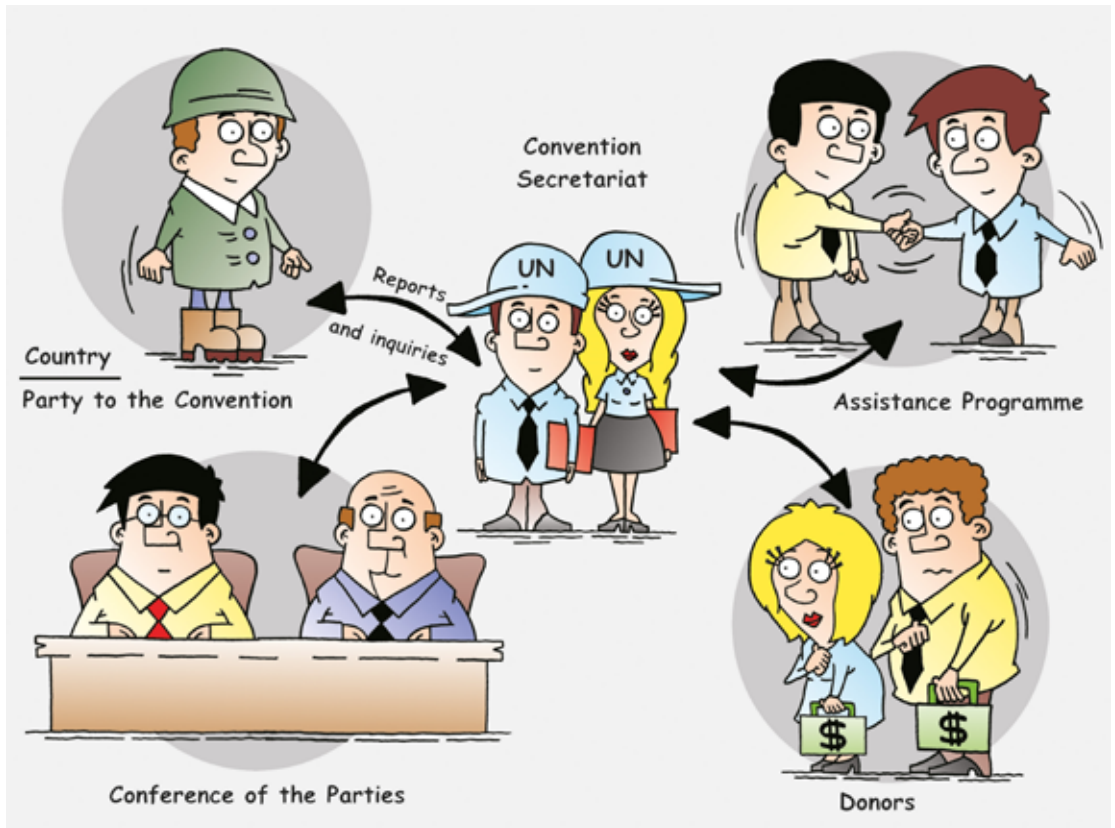 Convention
Secretariat
UN
UN
Reports
and inquiries
Country
Party to the Convention
Assistance Programme
$
$
Conference of the Parties
Donors